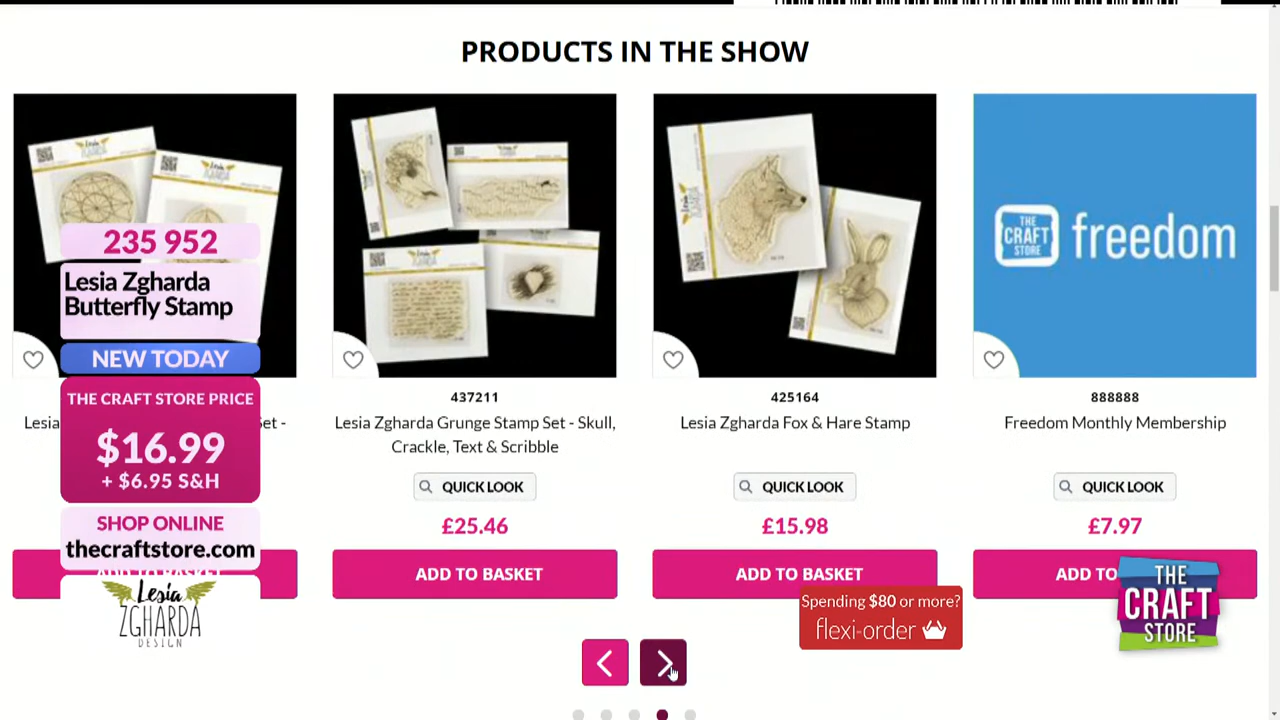 PRODUCTS IN THE SHOW
235 952
Lesia Zgharda
Butterfly Stamp
NEW TODAY
THE CRAFT STORE PRICE
$16.99
+ $6.95 S&H
SHOP ONLINE
thecraftstore.com
Lesia
ZGHARDA
DESIGN
Lesia
Set -
437211
Lesia Zgharda Grunge Stamp Set - Skull,
Crackle, Text & Scribble
QUICK LOOK
£25.46
ADD TO BASKET
425164
Lesia Zgharda Fox & Hare Stamp
QUICK LOOK
£15.98
ADD TO BASKET
THE
CRAFT
STORE
freedom
888888
Freedom Monthly Membership
QUICK LOOK
£7.97
ADD TO
Spending $80 or more?
flexi-order
THE
CRAFT
STORE